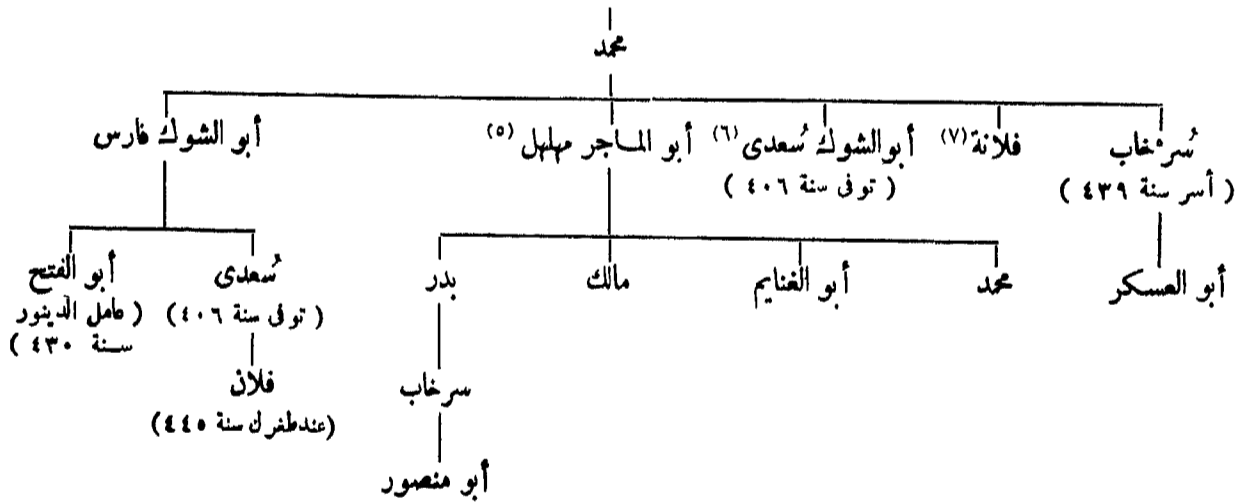 محمد
سُرخاب فلانة (٧) أبو الشوك سُعدى (٦) أبو الماجر مهلهل (٥) أبو الشوك فارس
( أسر سنة ٤٣٩ ) ( توفى سنة ٤٠٦ )
أبو العسكر محمد أبو الغنايم مالك بدر سُعدى أبو الفتح
( توفى سنة ٤٠٦ ) ( عامل الدينور
سنة ٤٣٠ )
سرخاب فلان
(عند طغرك سنة ٤٤٥)
أبو منصور